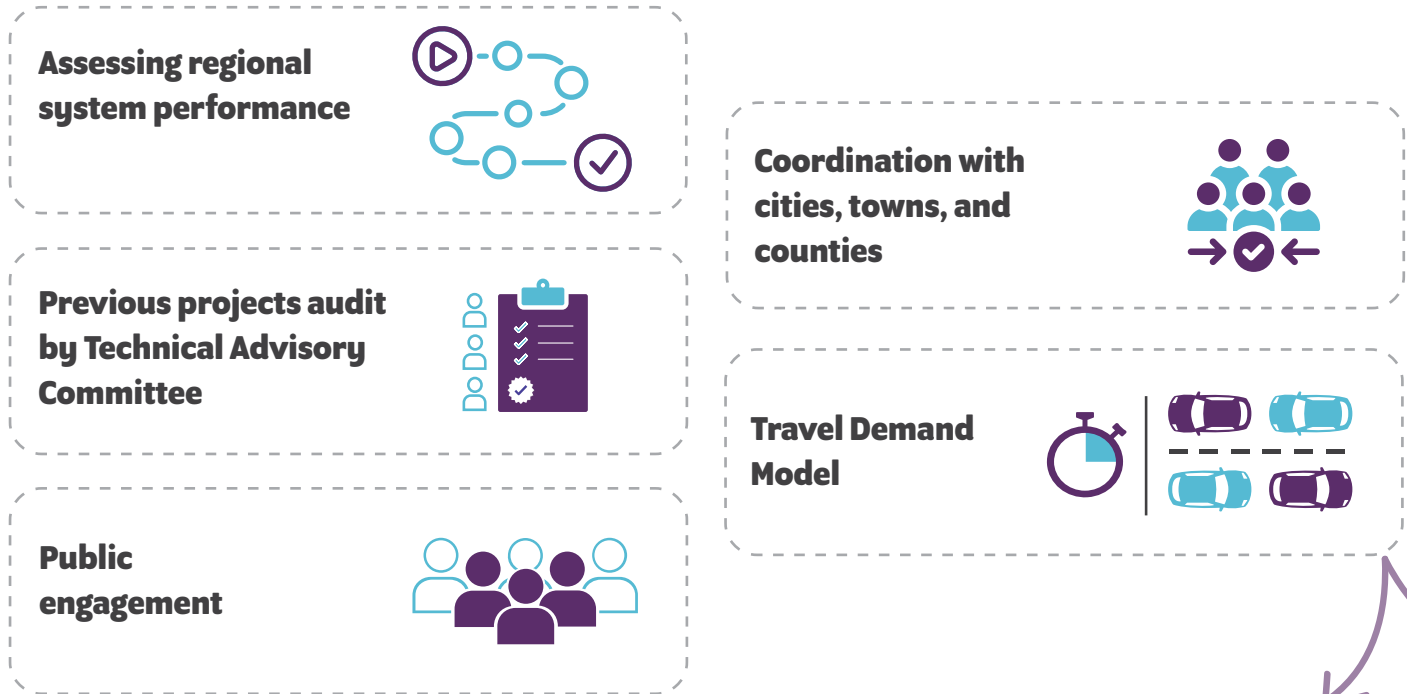 Assessing regional
system performance
Previous projects audit
by Technical Advisory
Committee
Public
engagement
Coordination with
cities, towns, and
counties
Travel Demand
Model